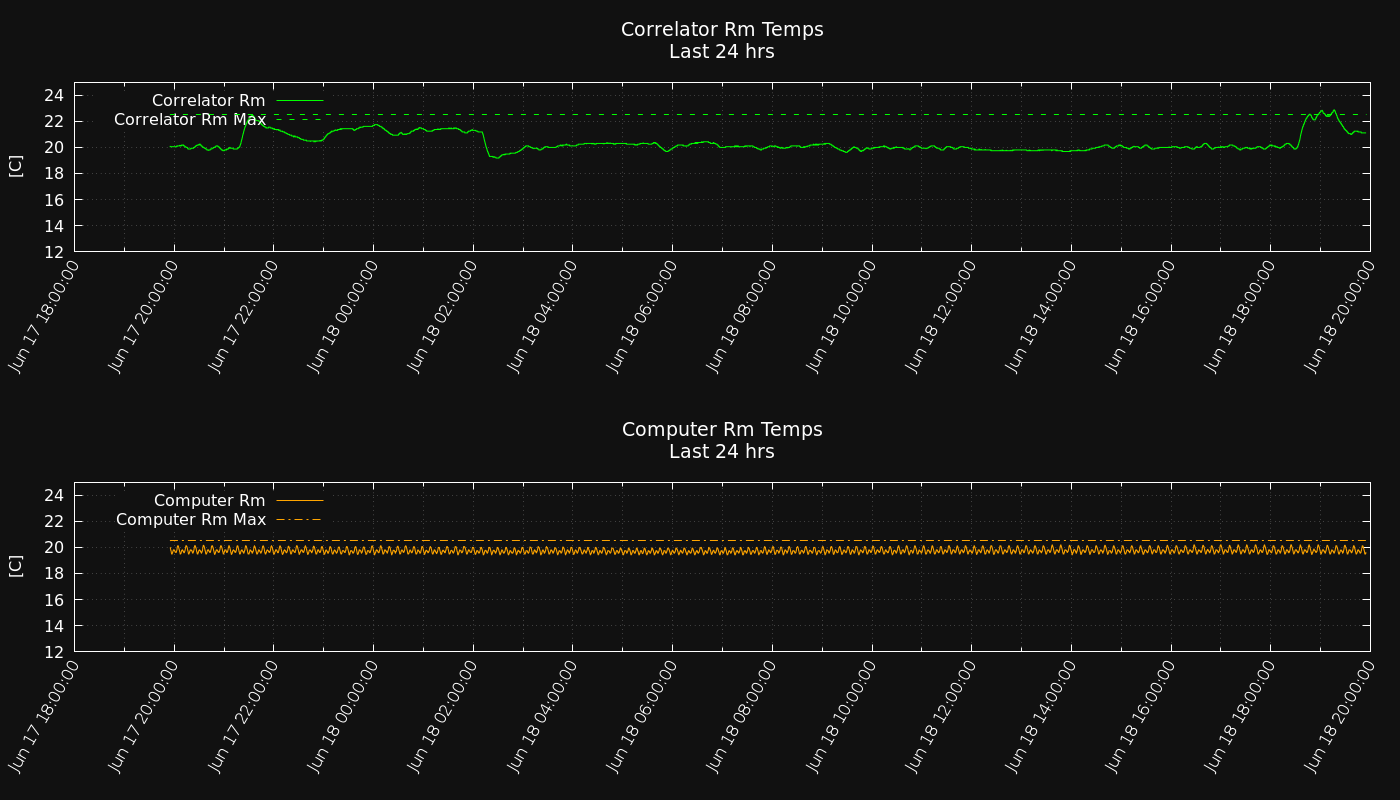 Correlator Rm Temps
Last 24 hrs
24
22
20
18
16
14
12
[C]
Correlator Rm
Correlator Rm Max
Jun 17 18:00:00
Jun 17 20:00:00
Jun 17 22:00:00
Jun 18 00:00:00
Jun 18 02:00:00
Jun 18 04:00:00
Jun 18 06:00:00
Jun 18 08:00:00
Jun 18 10:00:00
Jun 18 12:00:00
Jun 18 14:00:00
Jun 18 16:00:00
Jun 18 18:00:00
Jun 18 20:00:00
Computer Rm Temps
Last 24 hrs
24
22
20
18
16
14
12
[C]
Computer Rm
Computer Rm Max
Jun 17 18:00:00
Jun 17 20:00:00
Jun 17 22:00:00
Jun 18 00:00:00
Jun 18 02:00:00
Jun 18 04:00:00
Jun 18 06:00:00
Jun 18 08:00:00
Jun 18 10:00:00
Jun 18 12:00:00
Jun 18 14:00:00
Jun 18 16:00:00
Jun 18 18:00:00
Jun 18 20:00:00